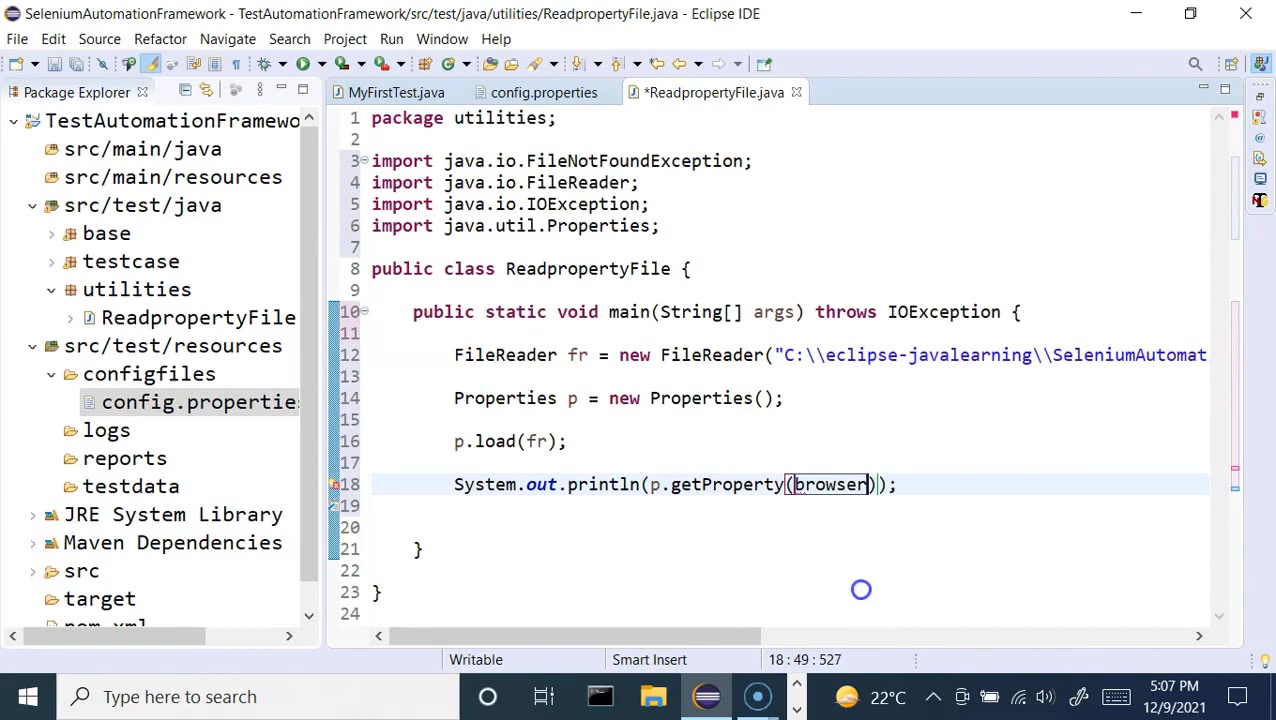 SeleniumAutomationFramework - TestAutomationFramework/src/test/java/utilities/ReadpropertyFile.java - Eclipse IDE
File Edit Source Refactor Navigate Search Project Run Window Help
Package Explorer
MyFirstTest.java
config.properties
*ReadpropertyFile.java
TestAutomationFramewo
src/main/java
src/main/resources
src/test/java
base
testcase
utilities
ReadpropertyFile
src/test/resources
configfiles
config.properties
logs
reports
testdata
JRE System Library
Maven Dependencies
src
target
pom.xml
1 package utilities;
2
3 import java.io.FileNotFoundException;
4 import java.io.FileReader;
5 import java.io.IOException;
6 import java.util.Properties;
7
8 public class ReadpropertyFile {
10 public static void main(String[] args) throws IOException {
11
12 FileReader fr = new FileReader("C:\\eclipse-javalearning\\SeleniumAutomat
13
14 Properties p = new Properties();
15
16 p.load(fr);
17
18 System.out.println(p.getProperty(browser));
19
20
21 }
22
23 }
24
Writable
Smart Insert
18 : 49 : 527
Type here to search
22°C
5:07 PM
12/9/2021